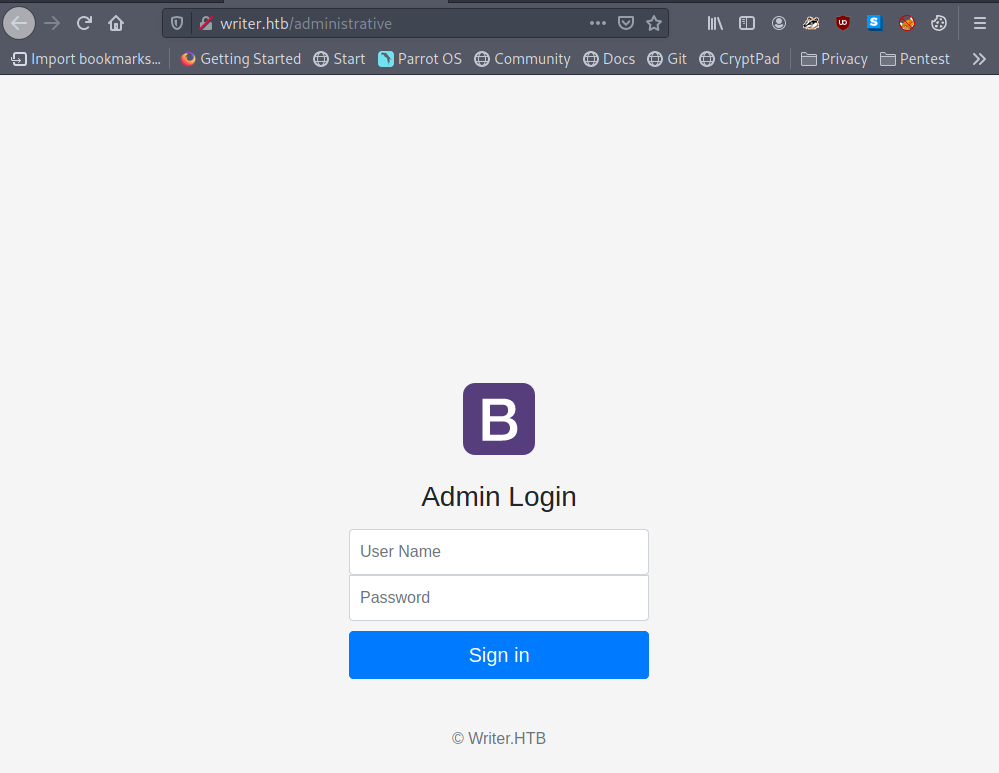 writer.htb/administrative
Import bookmarks... Getting Started Start Parrot OS Community Docs Git CryptPad Privacy Pentest
B
Admin Login
User Name
Password
Sign in
© Writer.HTB